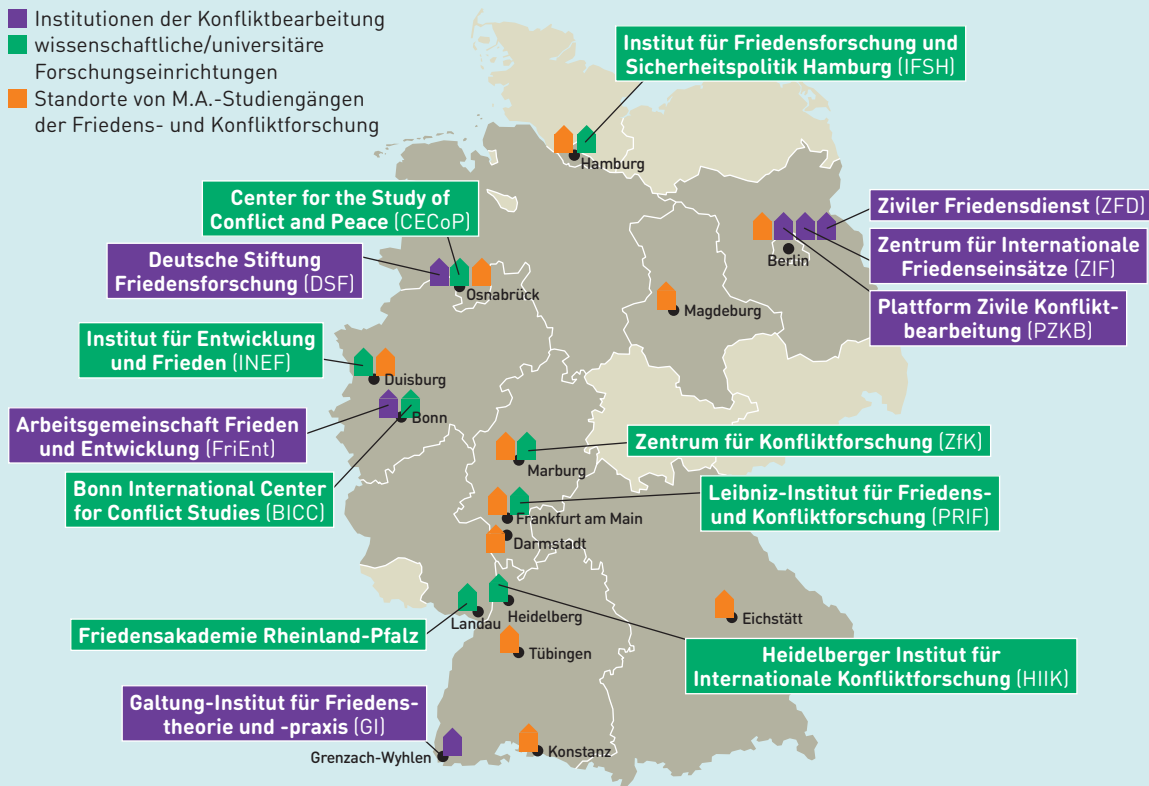 Institutionen der Konfliktbearbeitung
wissenschaftliche/universitäre
Forschungseinrichtungen
Standorte von M.A.-Studiengängen
der Friedens- und Konfliktforschung
Institut für Friedensforschung und
Sicherheitspolitik Hamburg (IFSH)
Hamburg
Center for the Study of
Conflict and Peace (CECoP)
Deutsche Stiftung
Friedensforschung (DSF)
Osnabrück
Ziviler Friedensdienst (ZFD)
Zentrum für Internationale
Friedenseinsätze (ZIF)
Plattform Zivile Konflikt-
bearbeitung (PZKB)
Berlin
Magdeburg
Institut für Entwicklung
und Frieden (INEF)
Duisburg
Arbeitsgemeinschaft Frieden
und Entwicklung (FriEnt)
Bonn
Bonn International Center
for Conflict Studies (BICC)
Zentrum für Konfliktforschung (ZfK)
Marburg
Leibniz-Institut für Friedens-
und Konfliktforschung (PRIF)
Frankfurt am Main
Darmstadt
Friedensakademie Rheinland-Pfalz
Landau
Heidelberg
Eichstätt
Tübingen
Heidelberger Institut für
Internationale Konfliktforschung (HIIK)
Galtung-Institut für Friedens-
theorie und -praxis (GI)
Grenzach-Wyhlen
Konstanz